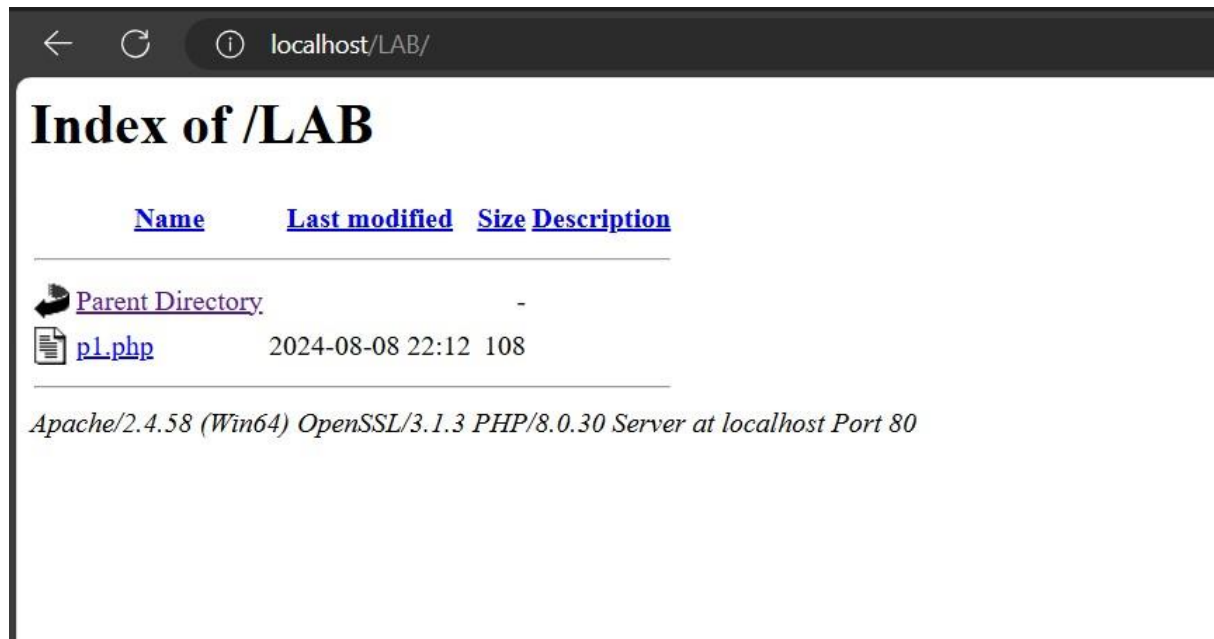 localhost/LAB/
Index of /LAB
Name Last modified Size Description
Parent Directory -
p1.php 2024-08-08 22:12 108
Apache/2.4.58 (Win64) OpenSSL/3.1.3 PHP/8.0.30 Server at localhost Port 80